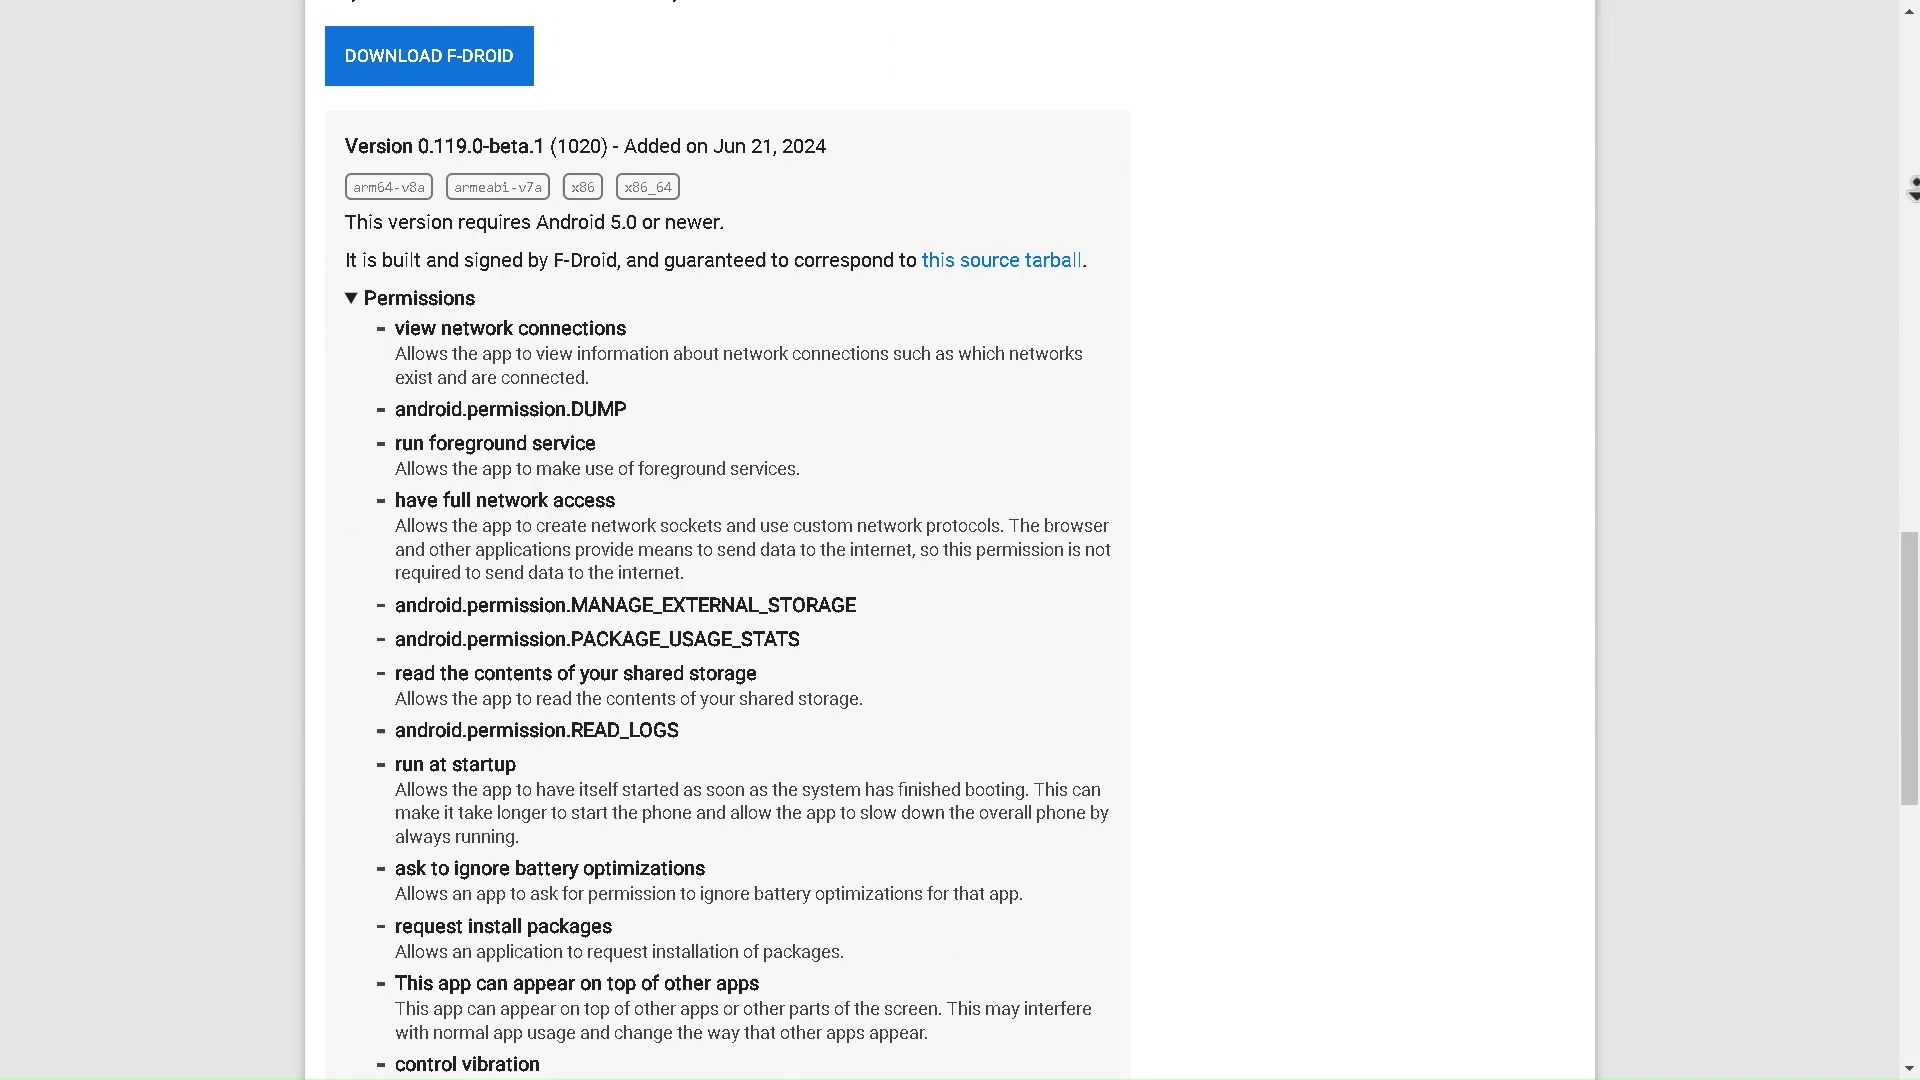 DOWNLOAD F-DROID
Version 0.119.0-beta.1 (1020) - Added on Jun 21, 2024
arm64-v8a armeabi-v7a x86 x86_64
This version requires Android 5.0 or newer.
It is built and signed by F-Droid, and guaranteed to correspond to this source tarball.
▼ Permissions
- view network connections
Allows the app to view information about network connections such as which networks
exist and are connected.
- android.permission.DUMP
- run foreground service
Allows the app to make use of foreground services.
- have full network access
Allows the app to create network sockets and use custom network protocols. The browser
and other applications provide means to send data to the internet, so this permission is not
required to send data to the internet.
- android.permission.MANAGE_EXTERNAL_STORAGE
- android.permission.PACKAGE_USAGE_STATS
- read the contents of your shared storage
Allows the app to read the contents of your shared storage.
- android.permission.READ_LOGS
- run at startup
Allows the app to have itself started as soon as the system has finished booting. This can
make it take longer to start the phone and allow the app to slow down the overall phone by
always running.
- ask to ignore battery optimizations
Allows an app to ask for permission to ignore battery optimizations for that app.
- request install packages
Allows an application to request installation of packages.
- This app can appear on top of other apps
This app can appear on top of other apps or other parts of the screen. This may interfere
with normal app usage and change the way that other apps appear.
- control vibration